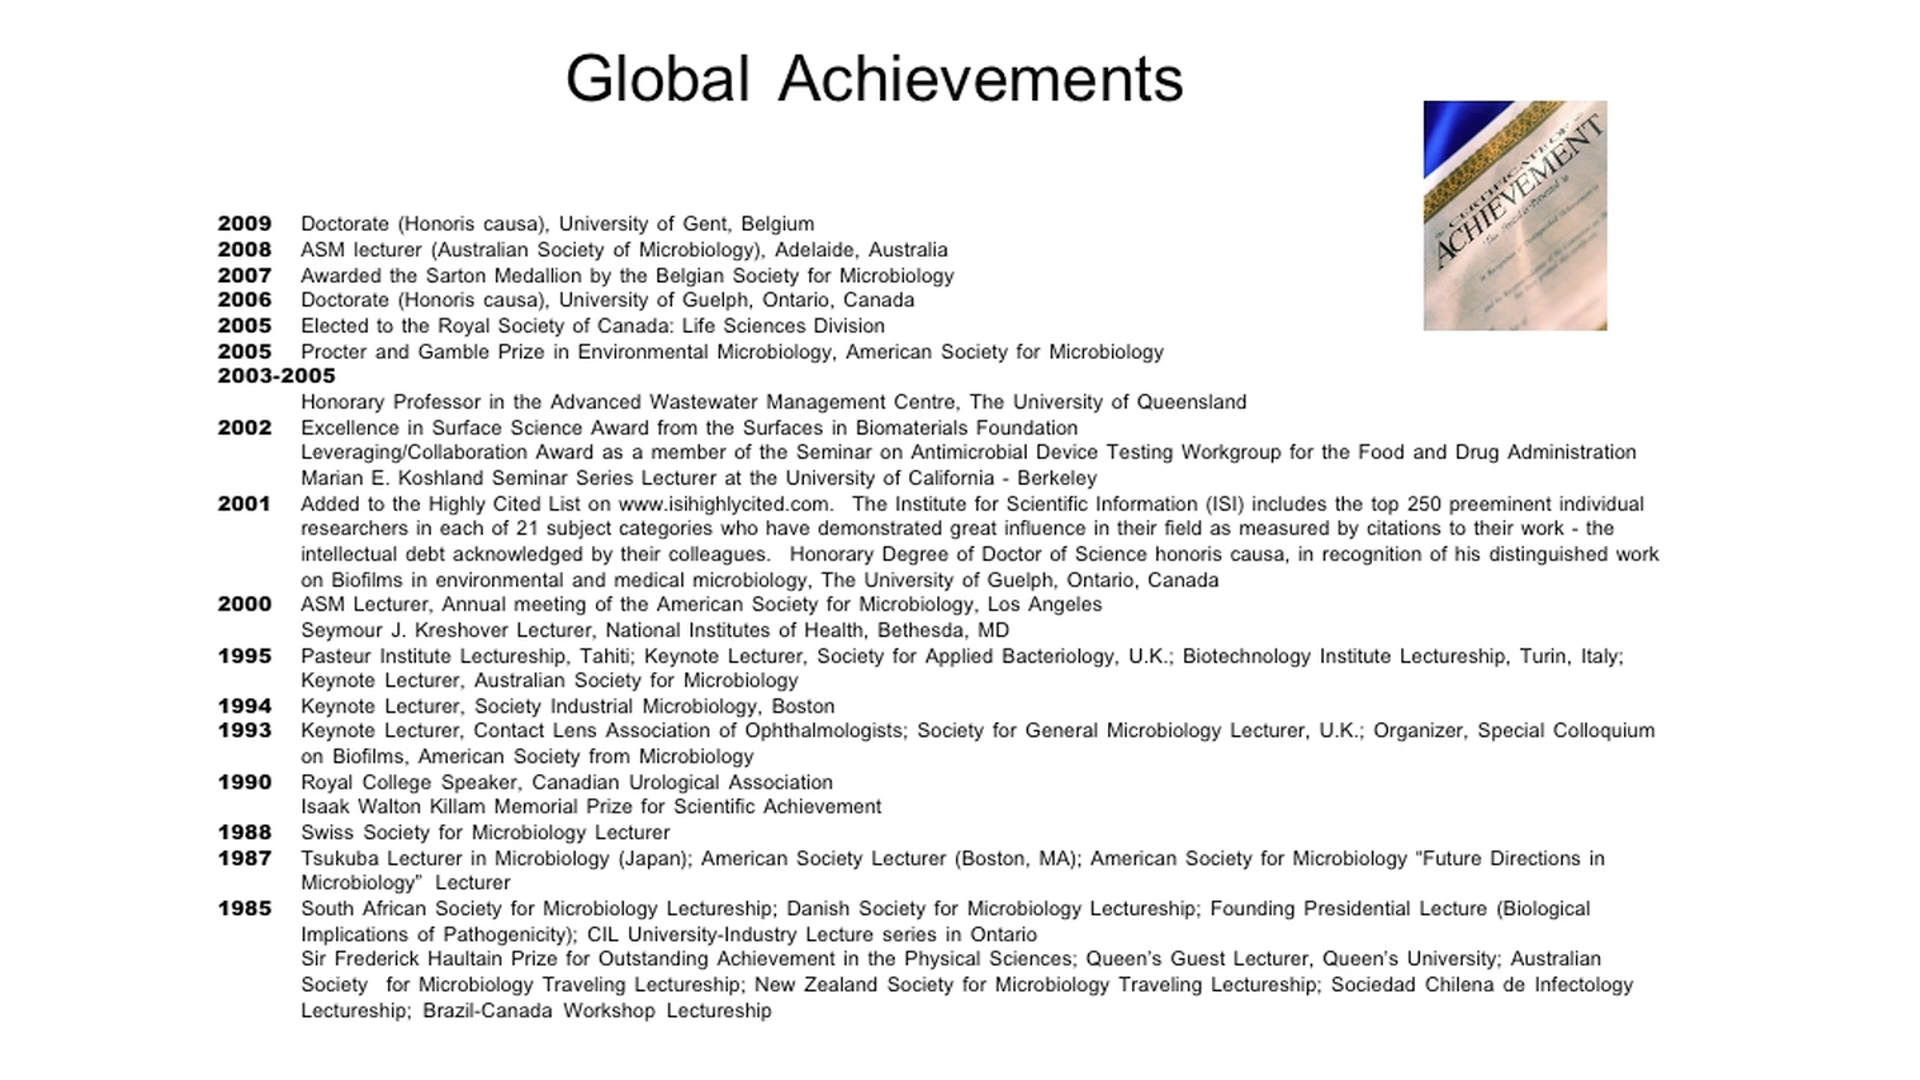 Global Achievements
CERTIFICATE OF
ACHIEVEMENT
2009 Doctorate (Honoris causa), University of Gent, Belgium
2008 ASM lecturer (Australian Society of Microbiology), Adelaide, Australia
2007 Awarded the Sarton Medallion by the Belgian Society for Microbiology
2006 Doctorate (Honoris causa), University of Guelph, Ontario, Canada
2005 Elected to the Royal Society of Canada: Life Sciences Division
2005 Procter and Gamble Prize in Environmental Microbiology, American Society for Microbiology
2003-2005
Honorary Professor in the Advanced Wastewater Management Centre, The University of Queensland
2002 Excellence in Surface Science Award from the Surfaces in Biomaterials Foundation
Leveraging/Collaboration Award as a member of the Seminar on Antimicrobial Device Testing Workgroup for the Food and Drug Administration
Marian E. Koshland Seminar Series Lecturer at the University of California - Berkeley
2001 Added to the Highly Cited List on www.isihighlycited.com. The Institute for Scientific Information (ISI) includes the top 250 preeminent individual
researchers in each of 21 subject categories who have demonstrated great influence in their field as measured by citations to their work - the
intellectual debt acknowledged by their colleagues. Honorary Degree of Doctor of Science honoris causa, in recognition of his distinguished work
on Biofilms in environmental and medical microbiology, The University of Guelph, Ontario, Canada
2000 ASM Lecturer, Annual meeting of the American Society for Microbiology, Los Angeles
Seymour J. Kreshover Lecturer, National Institutes of Health, Bethesda, MD
1995 Pasteur Institute Lectureship, Tahiti; Keynote Lecturer, Society for Applied Bacteriology, U.K.; Biotechnology Institute Lectureship, Turin, Italy;
Keynote Lecturer, Australian Society for Microbiology
1994 Keynote Lecturer, Society Industrial Microbiology, Boston
1993 Keynote Lecturer, Contact Lens Association of Ophthalmologists; Society for General Microbiology Lecturer, U.K.; Organizer, Special Colloquium
on Biofilms, American Society from Microbiology
1990 Royal College Speaker, Canadian Urological Association
Isaak Walton Killam Memorial Prize for Scientific Achievement
1988 Swiss Society for Microbiology Lecturer
1987 Tsukuba Lecturer in Microbiology (Japan); American Society Lecturer (Boston, MA); American Society for Microbiology “Future Directions in
Microbiology” Lecturer
1985 South African Society for Microbiology Lectureship; Danish Society for Microbiology Lectureship; Founding Presidential Lecture (Biological
Implications of Pathogenicity); CIL University-Industry Lecture series in Ontario
Sir Frederick Haultain Prize for Outstanding Achievement in the Physical Sciences; Queen’s Guest Lecturer, Queen’s University; Australian
Society for Microbiology Traveling Lectureship; New Zealand Society for Microbiology Traveling Lectureship; Sociedad Chilena de Infectology
Lectureship; Brazil-Canada Workshop Lectureship